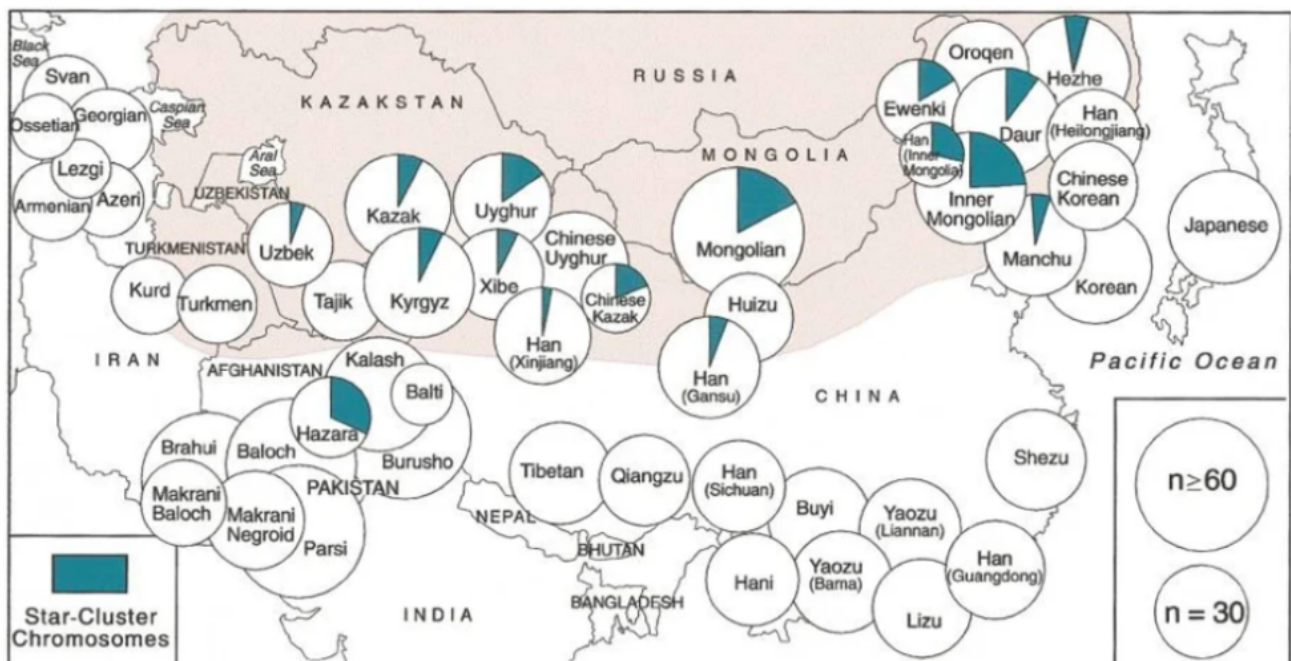 Black
Sea
Svan
Ossetian
Georgian
Caspian
Sea
Lezgi
Armenian
Azeri
KAZAKSTAN
RUSSIA
MONGOLIA
Aral
Sea
UZBEKISTAN
TURKMENISTAN
Uzbek
Kazak
Uyghur
Chinese
Uyghur
Kurd
Turkmen
Tajik
Kyrgyz
Xibe
Chinese
Kazak
Han
(Xinjiang)
Mongolian
Huizu
Han
(Gansu)
Oroqen
Hezhe
Ewenki
Daur
Han
(Heilongjiang)
Han
(Inner
Mongolia)
Inner
Mongolian
Chinese
Korean
Manchu
Korean
Japanese
Pacific Ocean
IRAN
AFGHANISTAN
Kalash
Balti
Hazara
Burusho
Brahui
Baloch
PAKISTAN
Makrani
Baloch
Makrani
Negroid
Parsi
CHINA
Tibetan
Qiangzu
Han
(Sichuan)
Buyi
Yaozu
(Liannan)
Shezu
NEPAL
BHUTAN
BANGLADESH
INDIA
Hani
Yaozu
(Bama)
Lizu
Han
(Guangdong)
Star-Cluster
Chromosomes
n≥60
n = 30